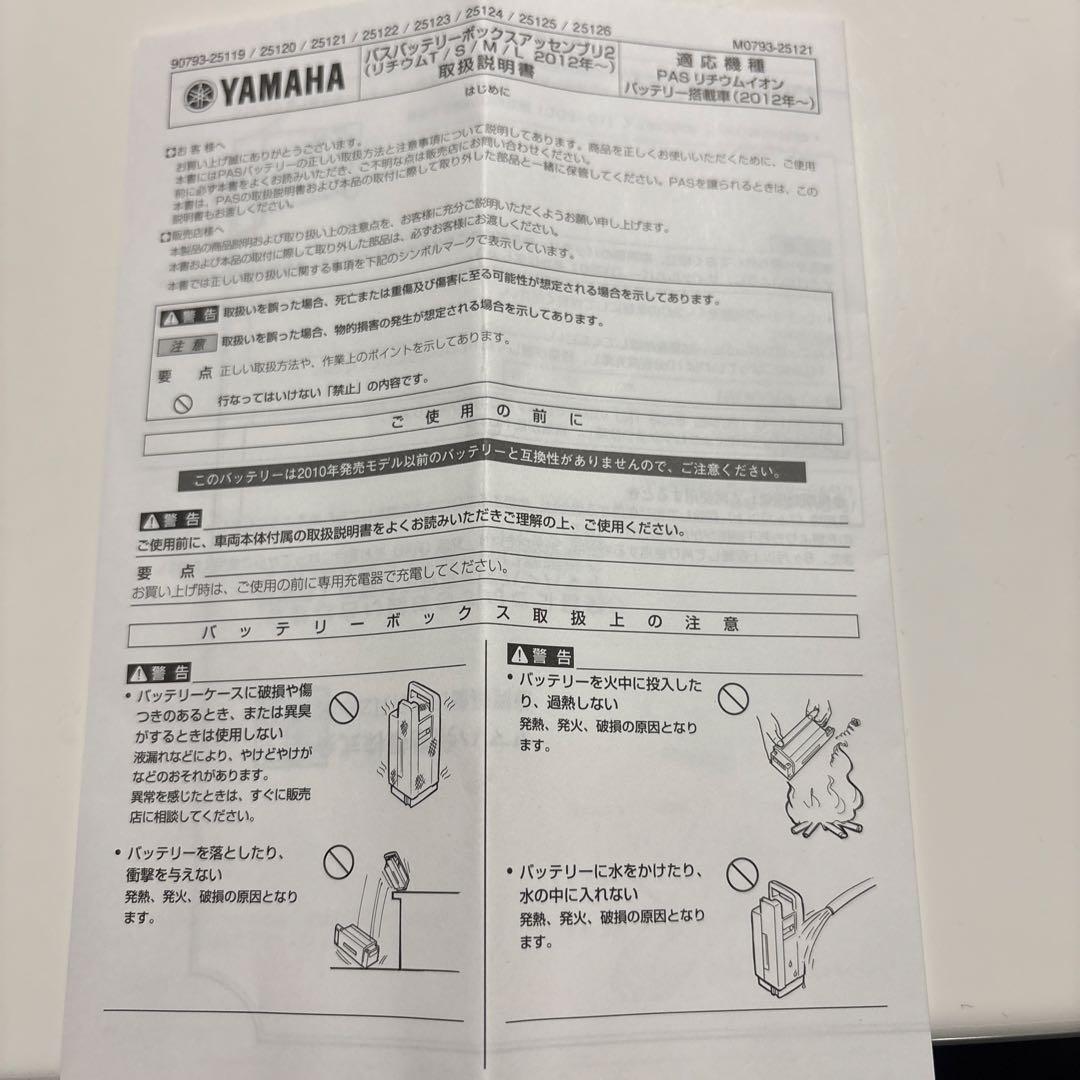 90793-25119 / 25120 / 25121 / 25122 / 25123 / 25124 / 25125 / 25126
M0793-25121
YAMAHA
パスバッテリーボックスアッセンブリ2
(リチウムT / S / M / L 2012年～)
取扱説明書
適応機種
PAS リチウムイオン
バッテリー搭載車(2012年～)
はじめに
お客様へ
お買い上げ誠にありがとうございます。
本書にはPASバッテリーの正しい取扱方法と注意事項について説明してあります。商品を正しくお使いいただくために、ご使用
前に必ず本書をよくお読みいただき、ご不明な点は販売店にお問い合わせください。
本書は、PASの取扱説明書および本品の取付に際して取り外した部品と一緒に保管してください。PASを譲られるときは、この
説明書もお渡しください。
販売店様へ
本製品の商品説明および取り扱い上の注意点を、お客様に充分ご説明いただくようお願い申し上げます。
本書および本品の取付に際して取り外した部品は、必ずお客様にお渡しください。
本書では正しい取り扱いに関する事項を下記のシンボルマークで表示しています。
警告 取扱いを誤った場合、死亡または重傷及び傷害に至る可能性が想定される場合を示してあります。
注意 取扱いを誤った場合、物的損害の発生が想定される場合を示してあります。
要点 正しい取扱方法や、作業上のポイントを示してあります。
行なってはいけない「禁止」の内容です。
ご使用の前に
このバッテリーは2010年発売モデル以前のバッテリーと互換性がありませんので、ご注意ください。
警告
ご使用前に、車両本体付属の取扱説明書をよくお読みいただきご理解の上、ご使用ください。
要点
お買い上げ時は、ご使用の前に専用充電器で充電してください。
バッテリーボックス取扱上の注意
警告
• バッテリーケースに破損や傷
つきのあるとき、または異臭
がするときは使用しない
液漏れなどにより、やけどやけが
などのおそれがあります。
異常を感じたときは、すぐに販売
店に相談してください。
• バッテリーを落としたり、
衝撃を与えない
発熱、発火、破損の原因となり
ます。
警告
• バッテリーを火中に投入した
り、過熱しない
発熱、発火、破損の原因となり
ます。
• バッテリーに水をかけたり、
水の中に入れない
発熱、発火、破損の原因となり
ます。